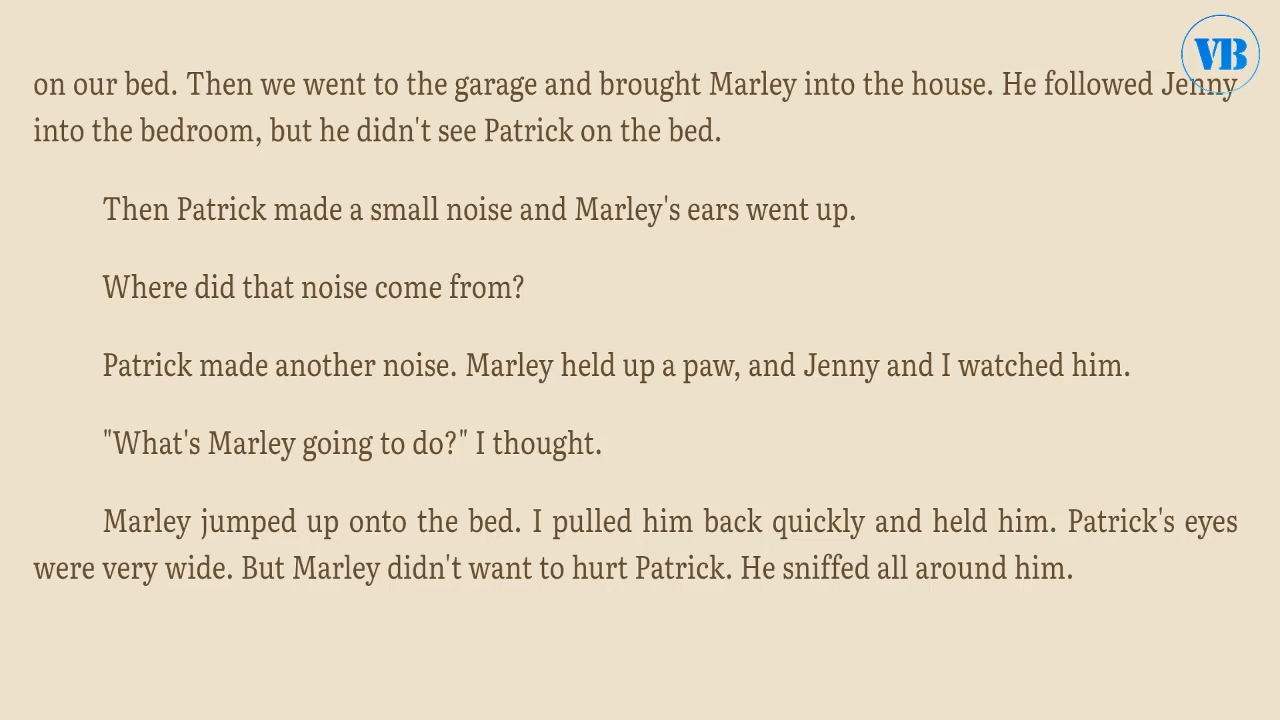 VB
on our bed. Then we went to the garage and brought Marley into the house. He followed Jenny
into the bedroom, but he didn't see Patrick on the bed.
Then Patrick made a small noise and Marley's ears went up.
Where did that noise come from?
Patrick made another noise. Marley held up a paw, and Jenny and I watched him.
"What's Marley going to do?" I thought.
Marley jumped up onto the bed. I pulled him back quickly and held him. Patrick's eyes
were very wide. But Marley didn't want to hurt Patrick. He sniffed all around him.